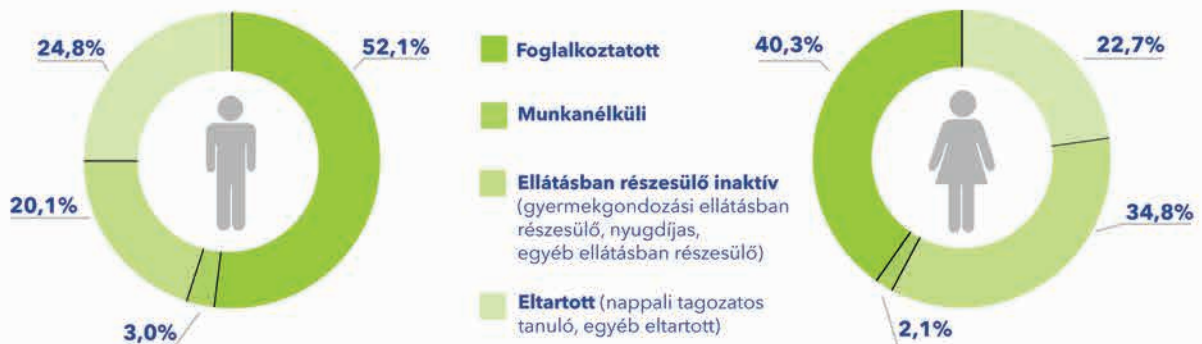 24,8%
52,1%
20,1%
3,0%
Foglalkoztatott
Munkanélküli
Ellátásban részesülő inaktív
(gyermekgondozási ellátásban
részesülő, nyugdíjas,
egyéb ellátásban részesülő)
Eltartott (nappali tagozatos
tanuló, egyéb eltartott)
40,3%
22,7%
34,8%
2,1%